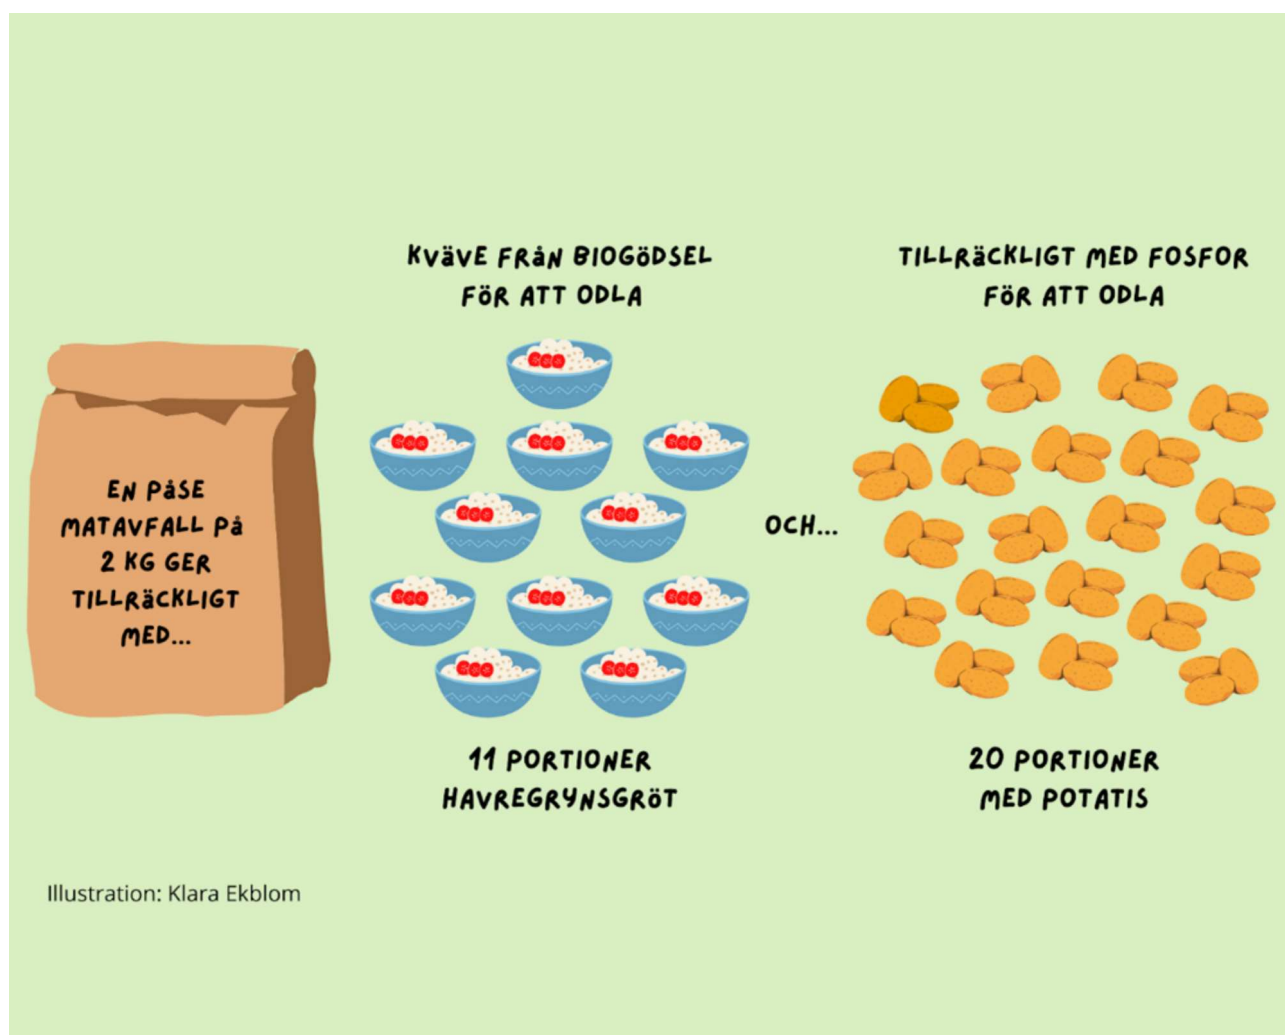 EN PÅSE
MATAVFALL PÅ
2 KG GER
TILLRÄCKLIGT
MED...
KVÄVE FRÅN BIOGÖDSEL
FÖR ATT ODLA
11 PORTIONER
HAVREGRYNSGRÖT
OCH...
TILLRÄCKLIGT MED FOSFOR
FÖR ATT ODLA
20 PORTIONER
MED POTATIS
Illustration: Klara Ekblom